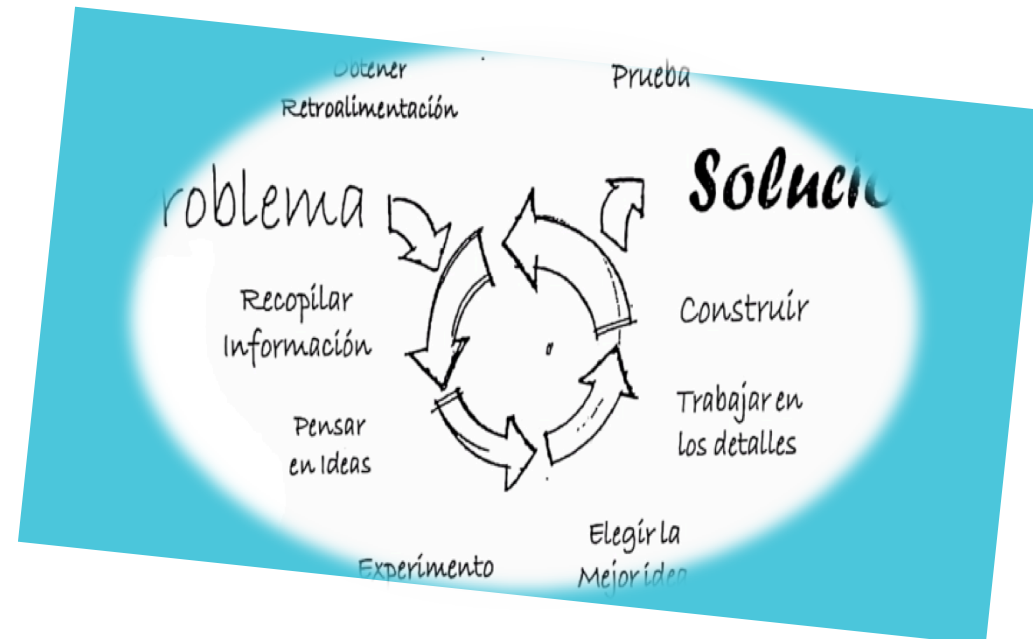 Obtener
Retroalimentación
Prueba
roblema
Solució
Recopilar
Información
Construir
Pensar
en Ideas
Trabajar en
los detalles
Experimento
Elegir la
Mejor idea